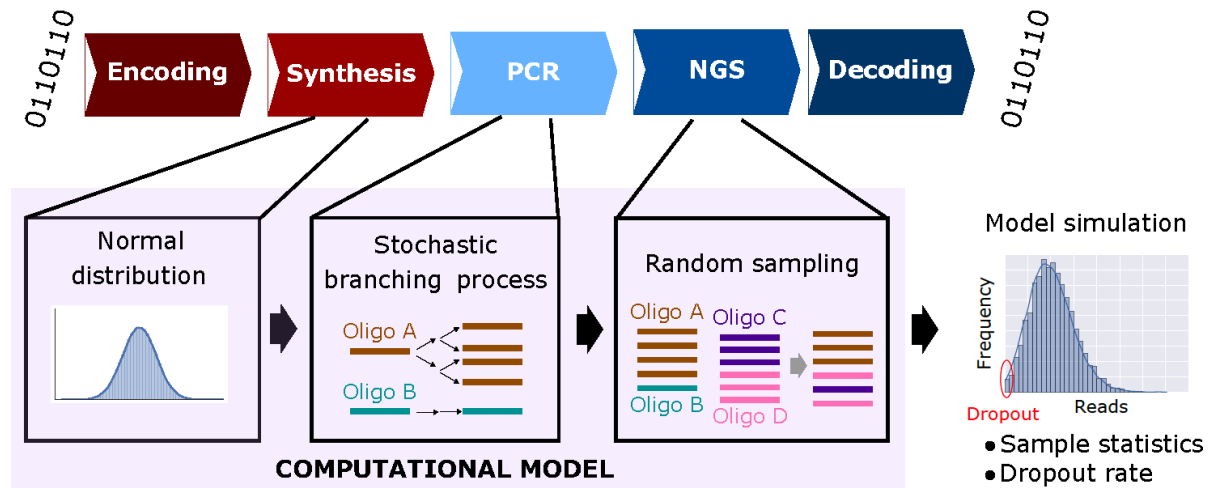 0110110
Encoding
Synthesis
PCR
NGS
Decoding
0110110
Normal
distribution
Stochastic
branching process
Oligo A
Oligo B
Random sampling
Oligo A
Oligo C
Oligo B
Oligo D
COMPUTATIONAL MODEL
Model simulation
Frequency
Dropout
Reads
● Sample statistics
● Dropout rate